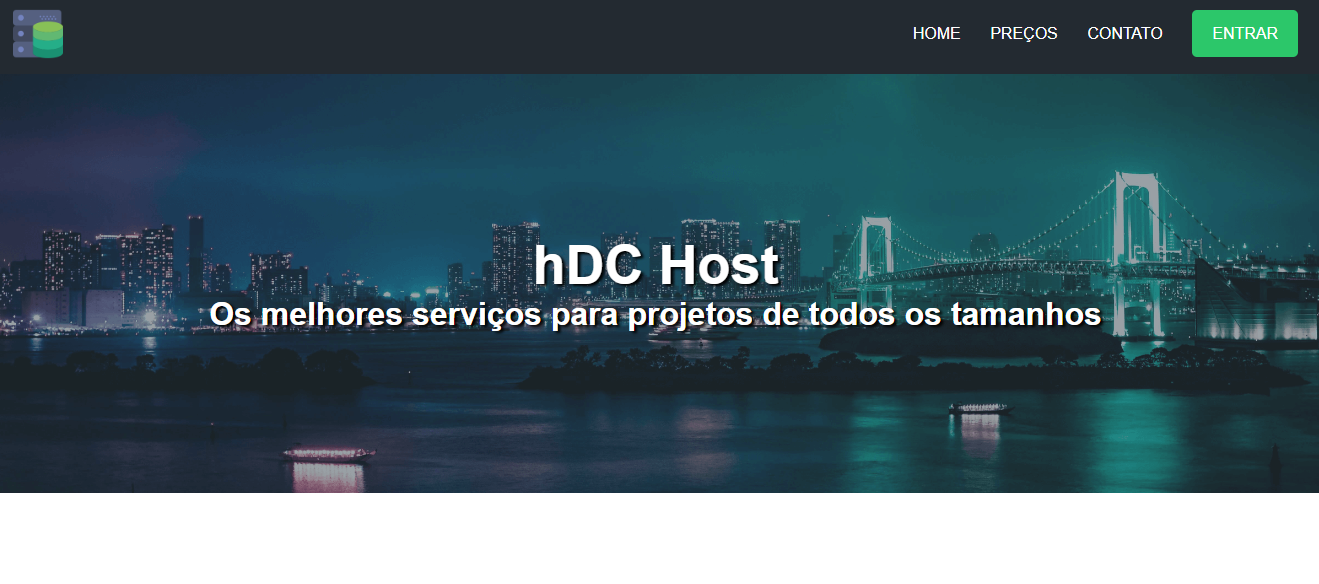 HOME PREÇOS CONTATO ENTRAR
hDC Host
Os melhores serviços para projetos de todos os tamanhos